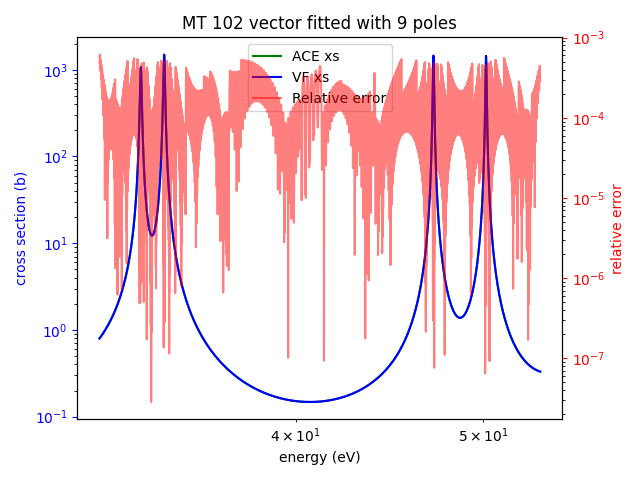 MT 102 vector fitted with 9 poles
ACE xs
VF xs
Relative error
cross section (b)
10³
10²
10¹
10⁰
10⁻¹
relative error
10⁻³
10⁻⁴
10⁻⁵
10⁻⁶
10⁻⁷
4 × 10¹
5 × 10¹
energy (eV)